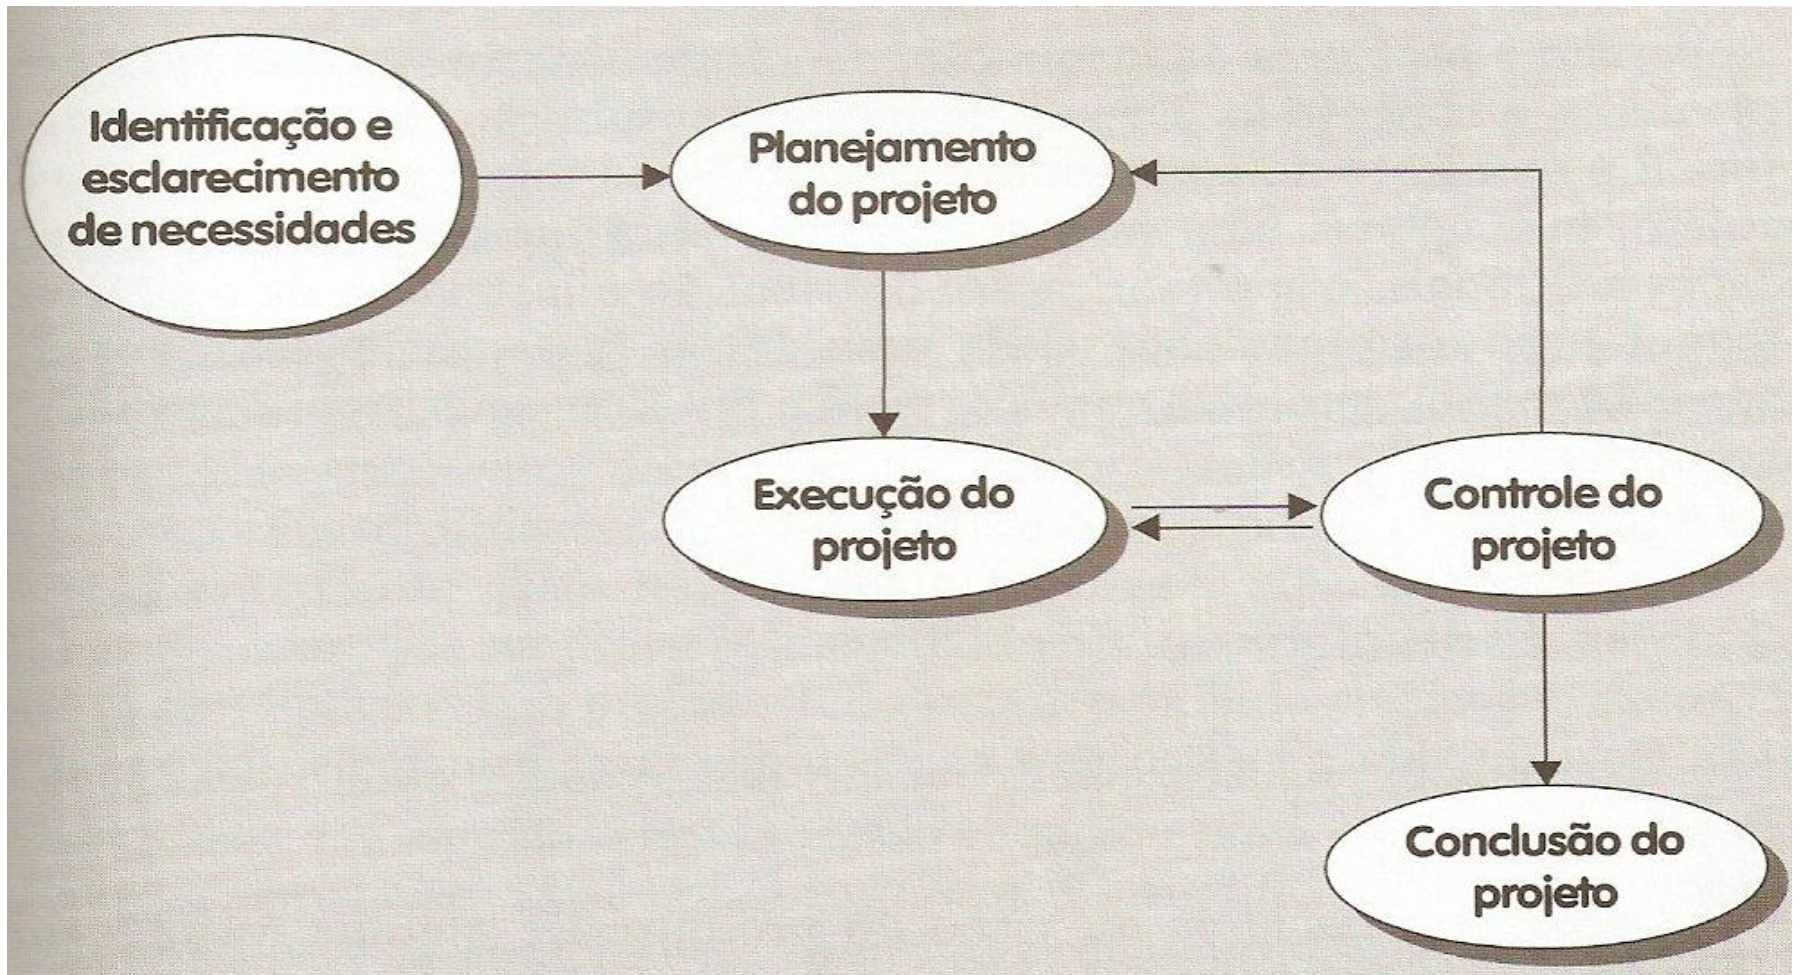 Identificação e
esclarecimento
de necessidades
Planejamento
do projeto
Execução do
projeto
Controle do
projeto
Conclusão do
projeto